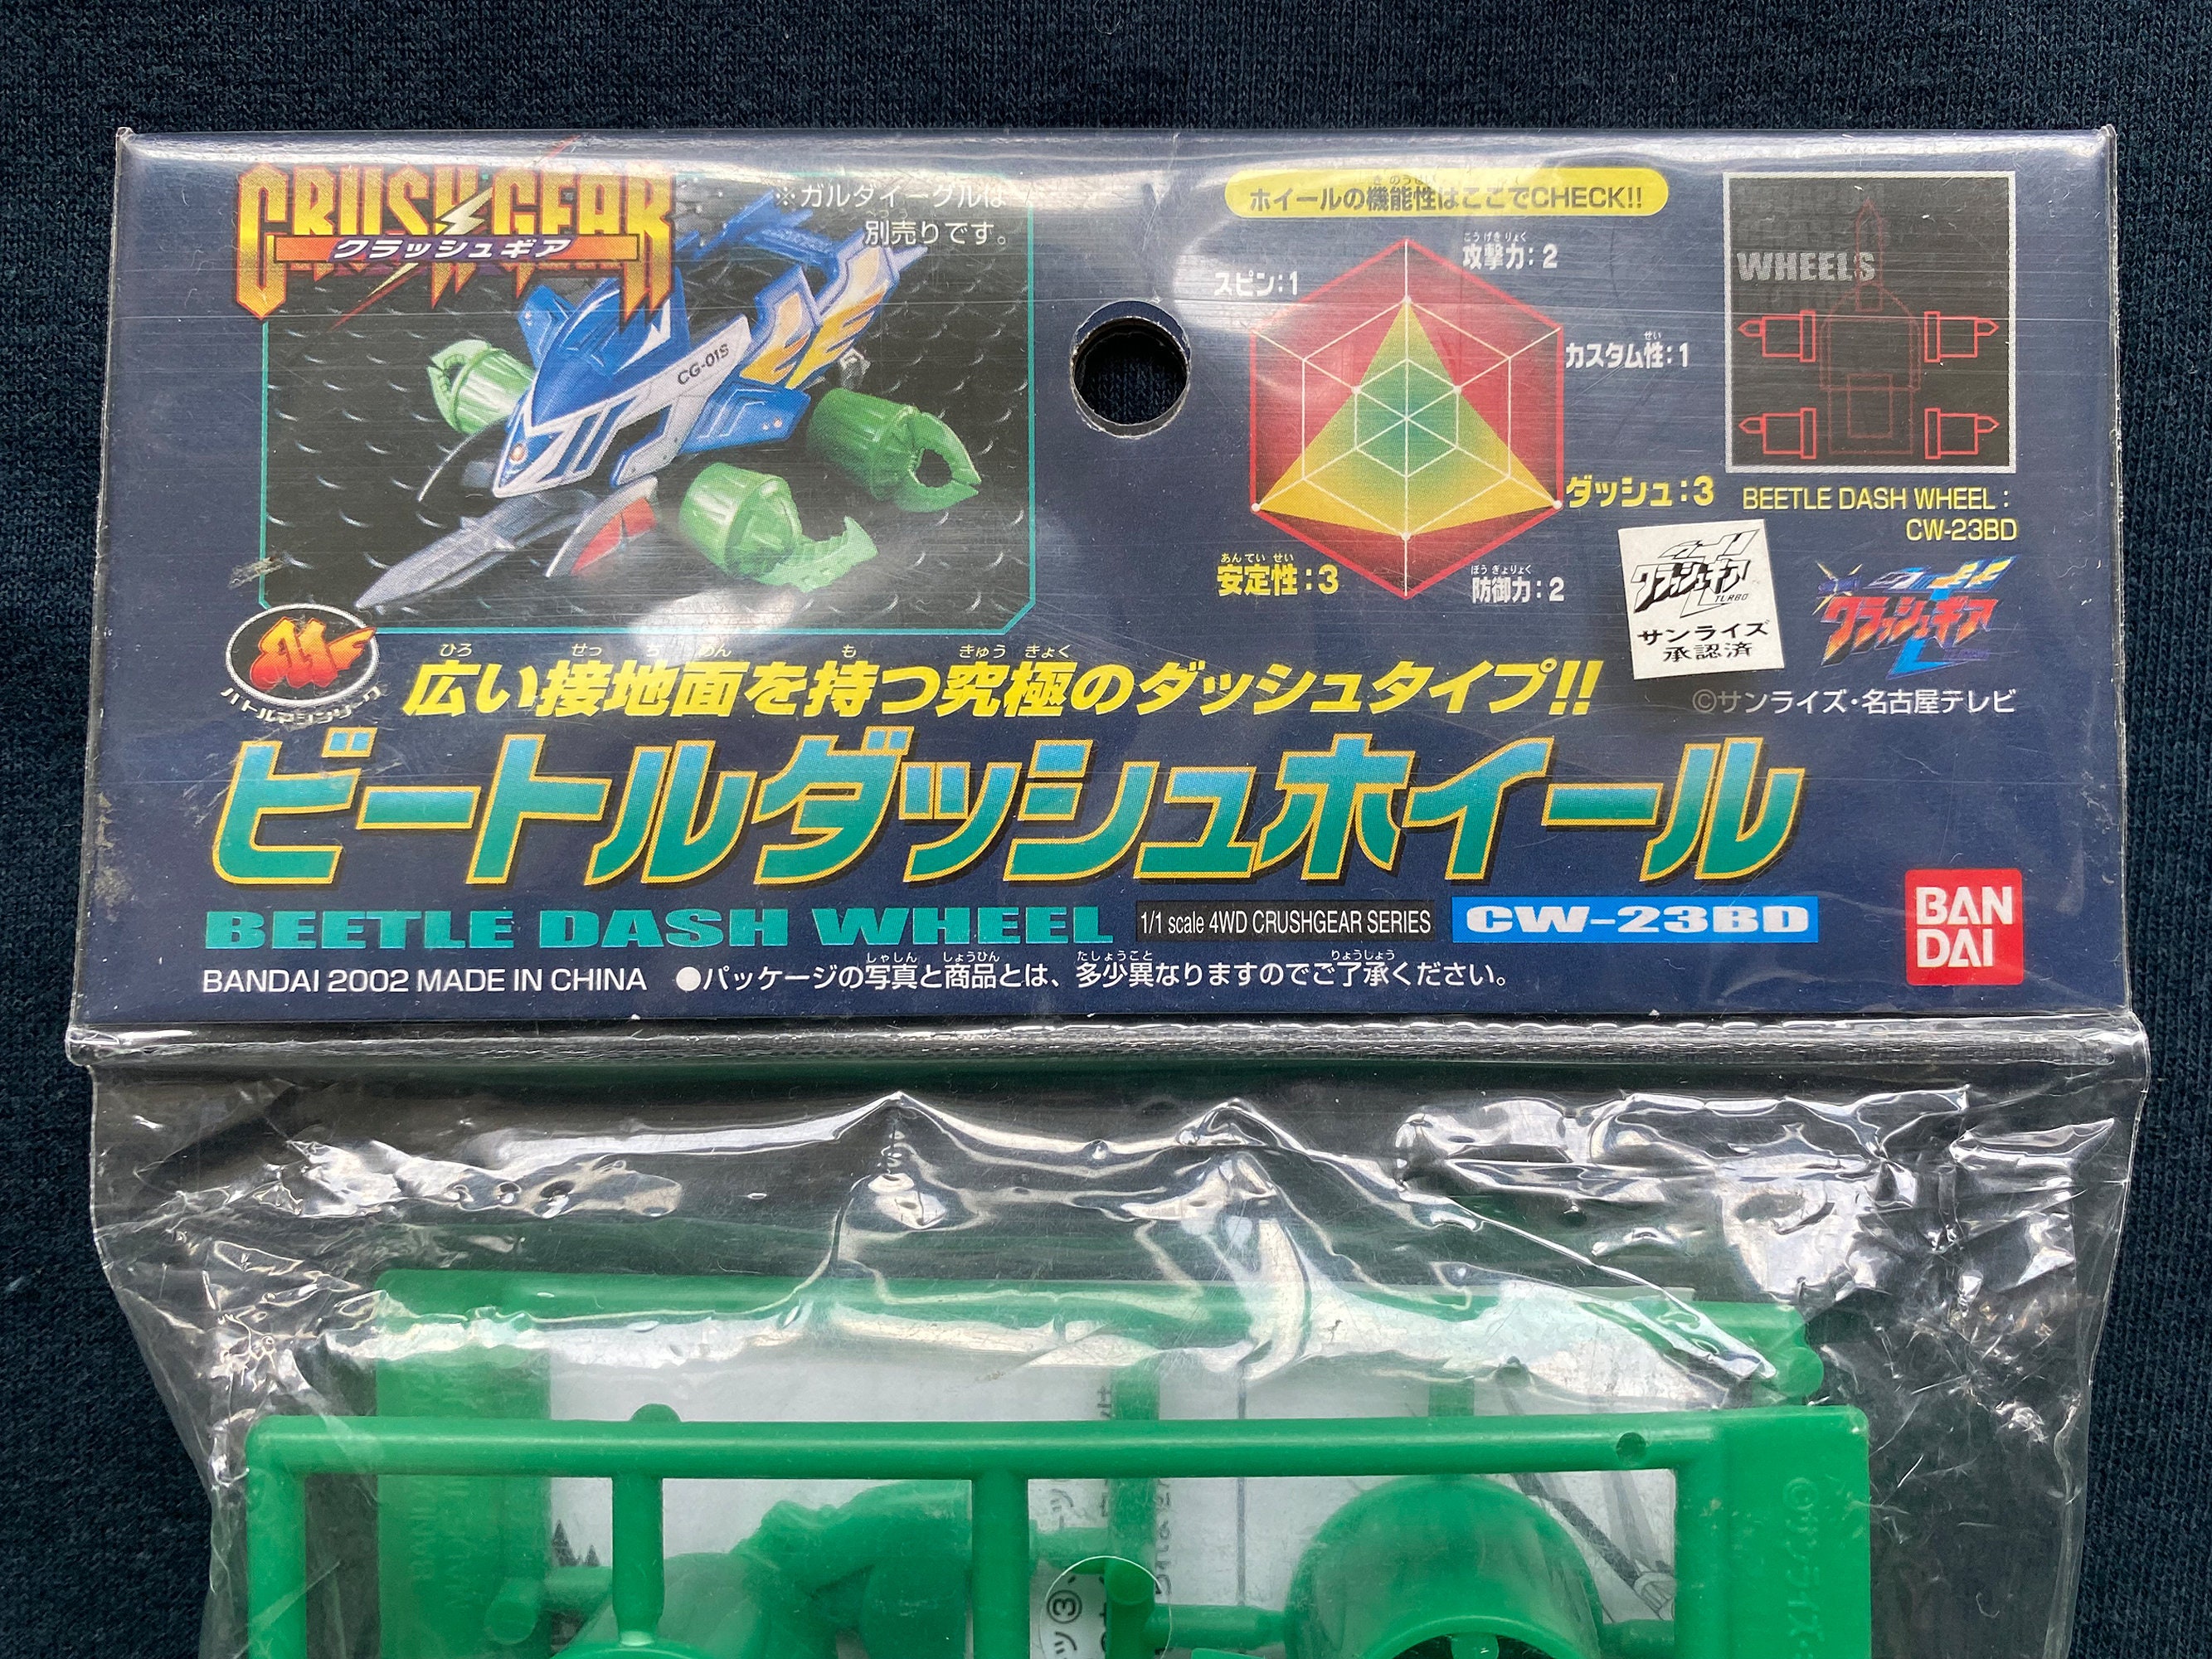 CRUSH GEAR
クラッシュギア
※ガルダイーグルは
別売りです。
CG-01S
ホイールの機能性はここでCHECK!!
スピン：1
攻撃力：2
カスタム性：1
ダッシュ：3
防御力：2
安定性：3
WHEELS
BEETLE DASH WHEEL：
CW-23BD
クラッシュギア
TURBO
サンライズ
承認済
クラッシュギア
©サンライズ・名古屋テレビ
広い接地面を持つ究極のダッシュタイプ!!
ビートルダッシュホイール
BEETLE DASH WHEEL
1/1 scale 4WD CRUSHGEAR SERIES
CW-23BD
BANDAI 2002 MADE IN CHINA
●パッケージの写真と商品とは、多少異なりますのでご了承ください。
BAN
DAI
©サンライズ・